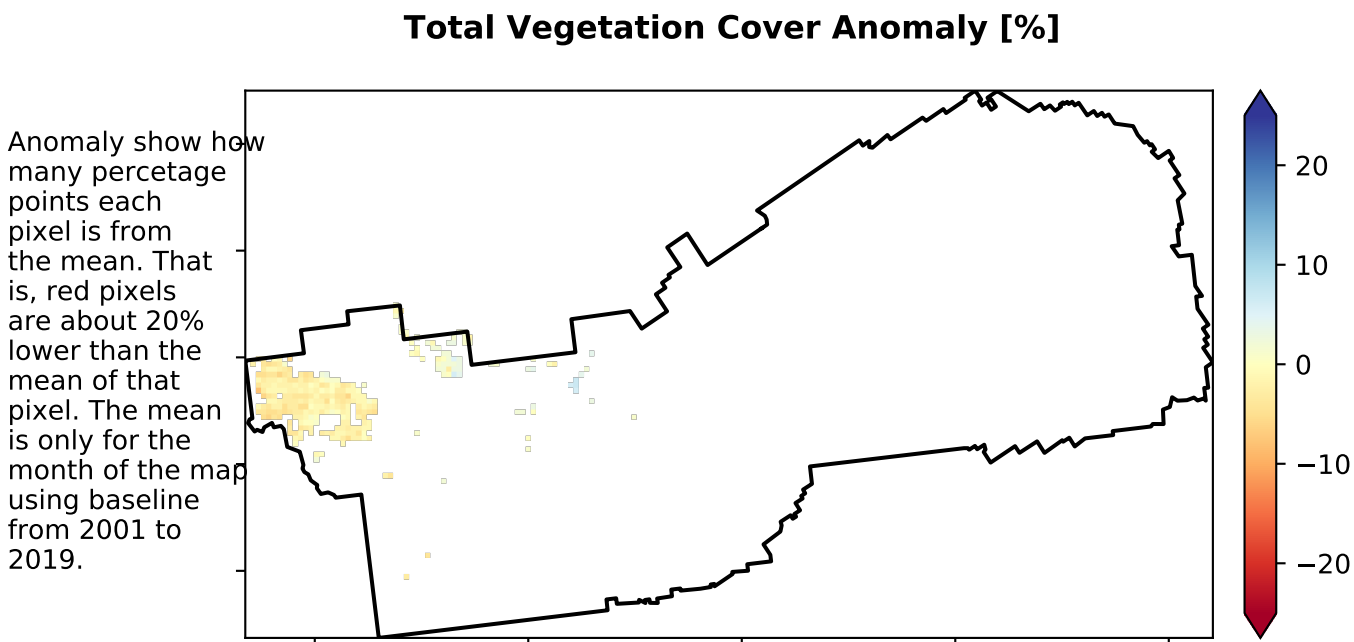 Total Vegetation Cover Anomaly [%]
Anomaly show how
many percetage
points each
pixel is from
the mean. That
is, red pixels
are about 20%
lower than the
mean of that
pixel. The mean
is only for the
month of the map
using baseline
from 2001 to
2019.
20
10
0
−10
−20